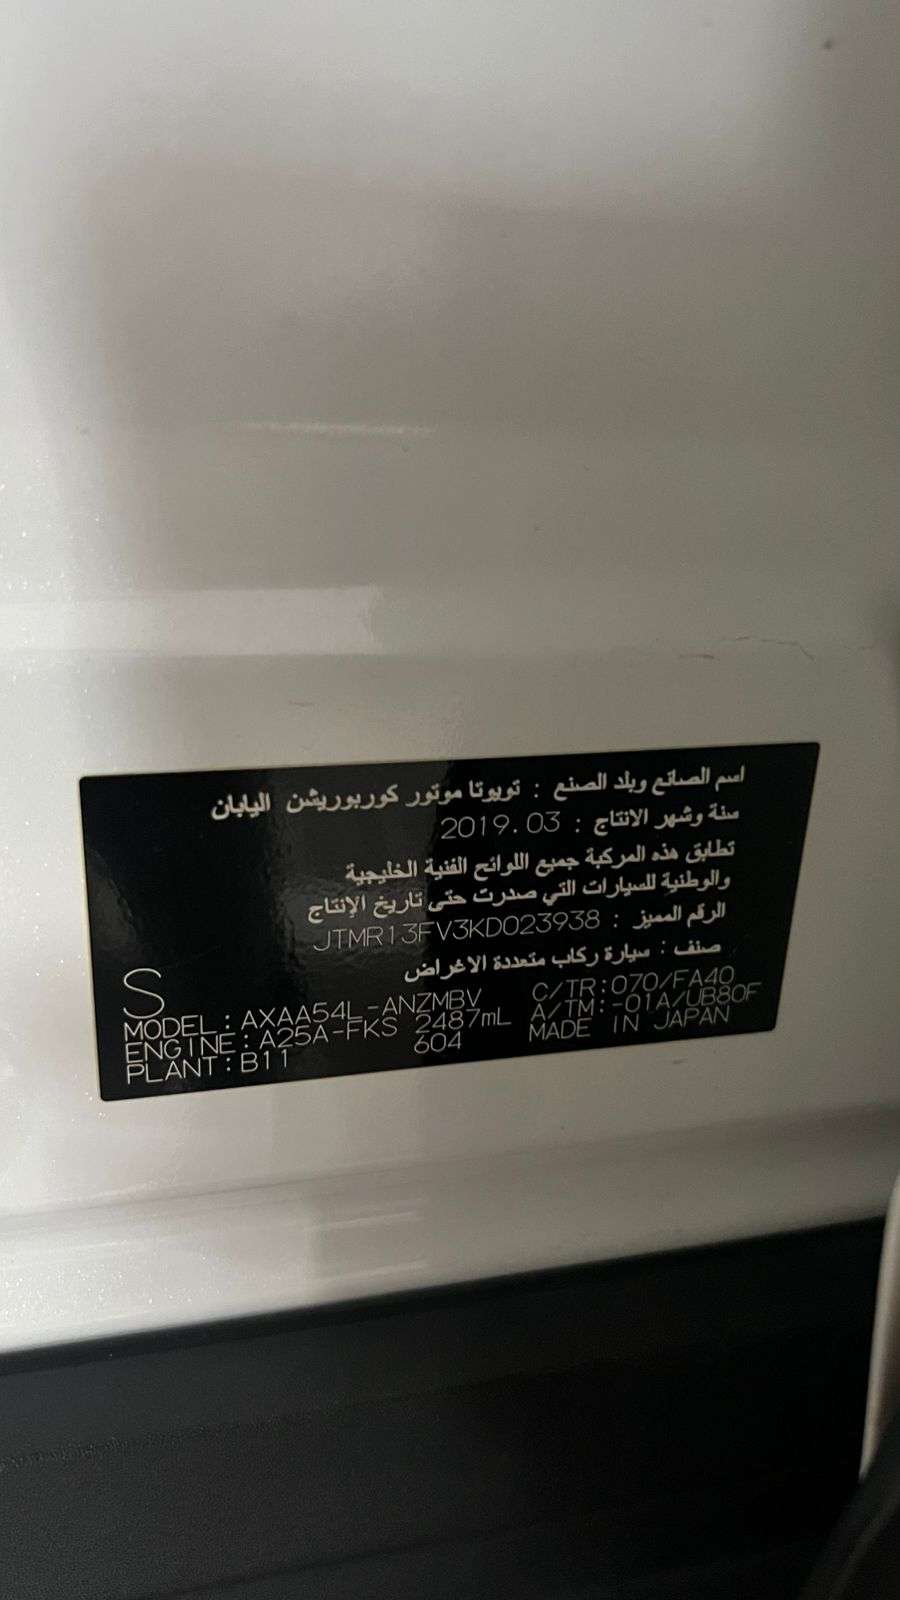 اسم الصانع وبلد الصنع : تويوتا موتور كوربوريشن اليابان
سنة وشهر الانتاج : 2019.03
تطابق هذه المركبة جميع اللوائح الفنية الخليجية
والوطنية للسيارات التي صدرت حتى تاريخ الإنتاج
الرقم المميز : JTMR13FV3KD023938
صنف : سيارة ركاب متعددة الاغراض
S
MODEL:AXAA54L-ANZMBV C/TR:070/FA40
ENGINE:A25A-FKS 2487mL A/TM:-01A/UB80F
PLANT:B11 604 MADE IN JAPAN